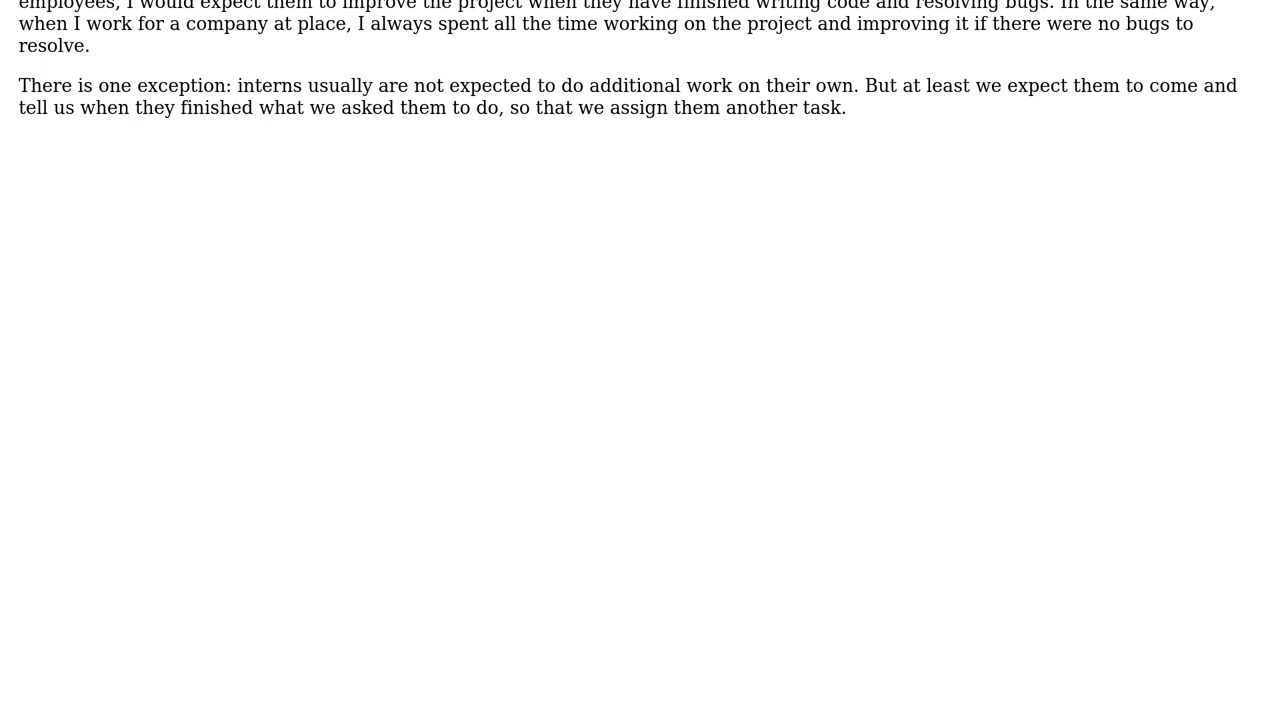 employees, I would expect them to improve the project when they have finished writing code and resolving bugs. In the same way,
when I work for a company at place, I always spent all the time working on the project and improving it if there were no bugs to
resolve.
There is one exception: interns usually are not expected to do additional work on their own. But at least we expect them to come and
tell us when they finished what we asked them to do, so that we assign them another task.